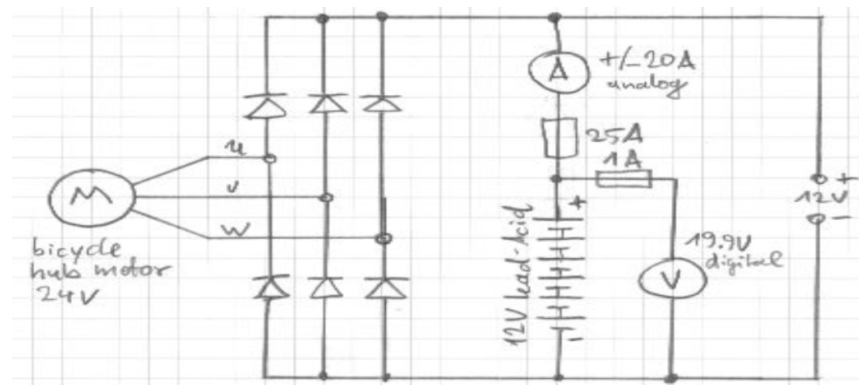 A
+/-20A
analog
25A
1A
u
v
w
M
bicycle
hub motor
24V
+
12V Lead-Acid
-
19.9V
digital
V
+
12V
-